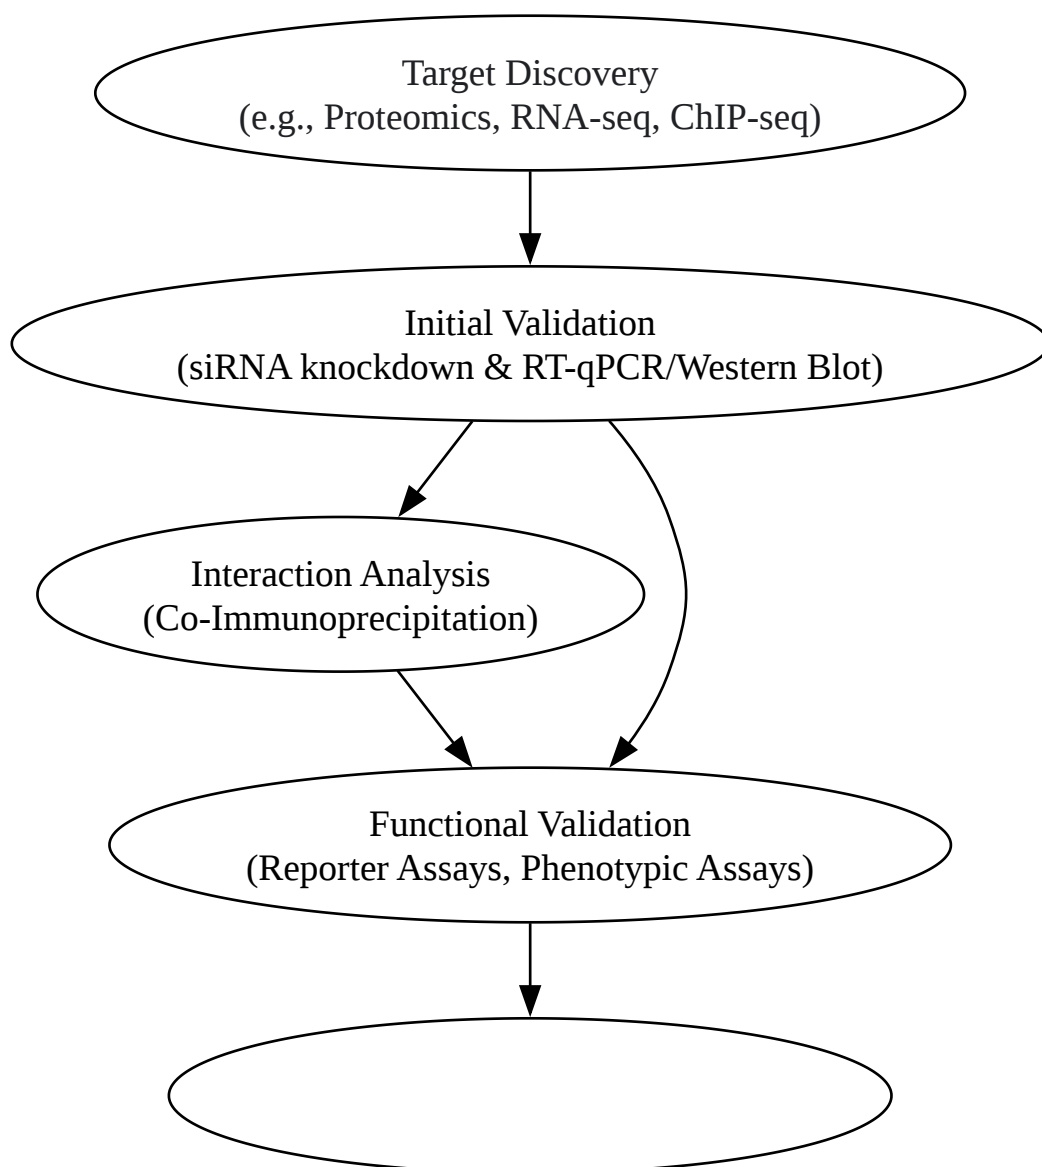 Target Discovery
(e.g., Proteomics, RNA-seq, ChIP-seq)
Initial Validation
(siRNA knockdown & RT-qPCR/Western Blot)
Interaction Analysis
(Co-Immunoprecipitation)
Functional Validation
(Reporter Assays, Phenotypic Assays)